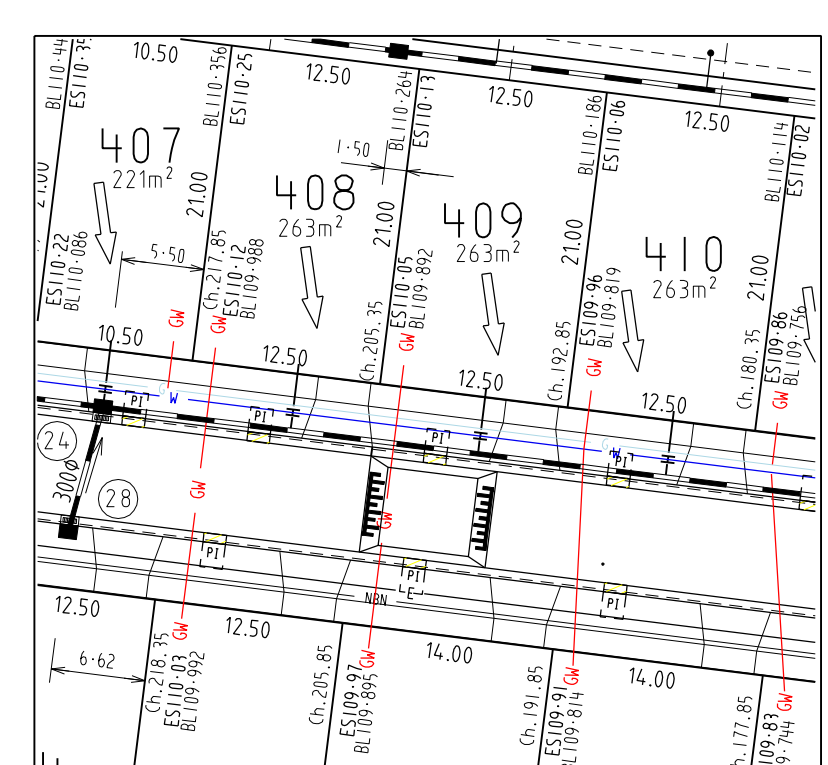 10.50
12.50
12.50
12.50
BL110·44
BL110·356
ES110·25
BL110·264
ES110·13
BL110·186
ES110·06
BL110·114
ES110·02
407
221m²
408
263m²
409
263m²
410
263m²
1·50
21.00
21.00
21.00
21.00
21.00
5·50
ES110·22
BL110·086
Ch.217.85
ES110·12
BL109·988
Ch.205.35
ES110·05
BL109·892
Ch.192.85
ES109·96
BL109·819
Ch.180.35
ES109·86
BL109·756
GW
GW
GW
GW
GW
10.50
12.50
12.50
12.50
G
W
G
W
PI
PI
PI
PI
24
300ø
28
GW
GW
PI
PI
E
PI
NBN
12.50
12.50
14.00
14.00
GW
GW
GW
GW
6·62
Ch.218.35
ES110·03
BL109·992
Ch.205.85
ES109·97
BL109·895
Ch.191.85
ES109·91
BL109·814
Ch.177.85
109·83
9·744